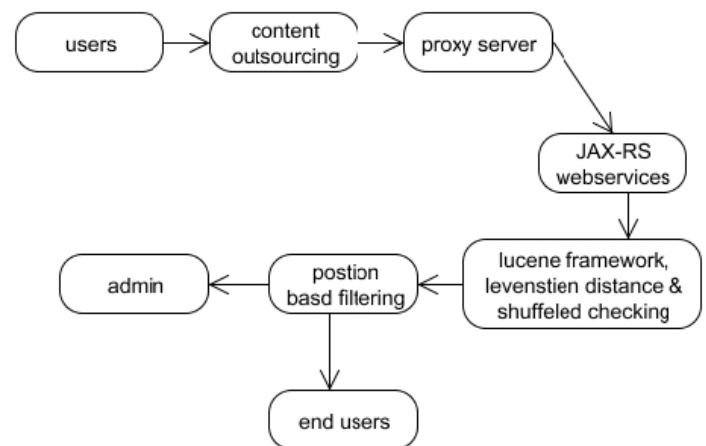 users
content
outsourcing
proxy server
JAX-RS
webservices
lucene framework,
levenstien distance &
shuffeled checking
postion
basd filtering
admin
end users